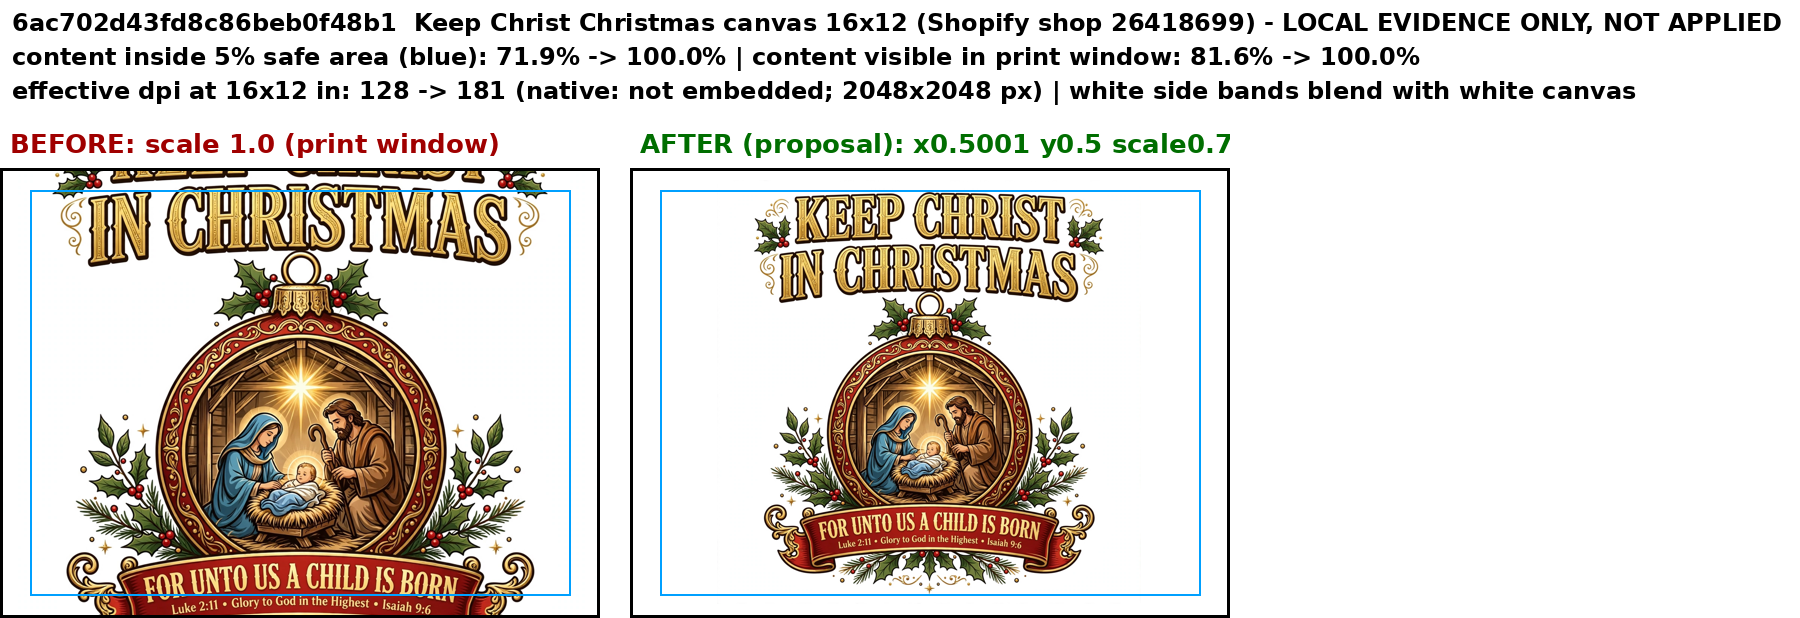 6ac702d43fd8c86beb0f48b1  Keep Christ Christmas canvas 16x12 (Shopify shop 26418699) - LOCAL EVIDENCE ONLY, NOT APPLIED
content inside 5% safe area (blue): 71.9% -> 100.0% | content visible in print window: 81.6% -> 100.0%
effective dpi at 16x12 in: 128 -> 181 (native: not embedded; 2048x2048 px) | white side bands blend with white canvas
BEFORE: scale 1.0 (print window)
KEEP CHRIST
IN CHRISTMAS
FOR UNTO US A CHILD IS BORN
Luke 2:11 • Glory to God in the Highest • Isaiah 9:6
AFTER (proposal): x0.5001 y0.5 scale0.7
KEEP CHRIST
IN CHRISTMAS
FOR UNTO US A CHILD IS BORN
Luke 2:11 • Glory to God in the Highest • Isaiah 9:6